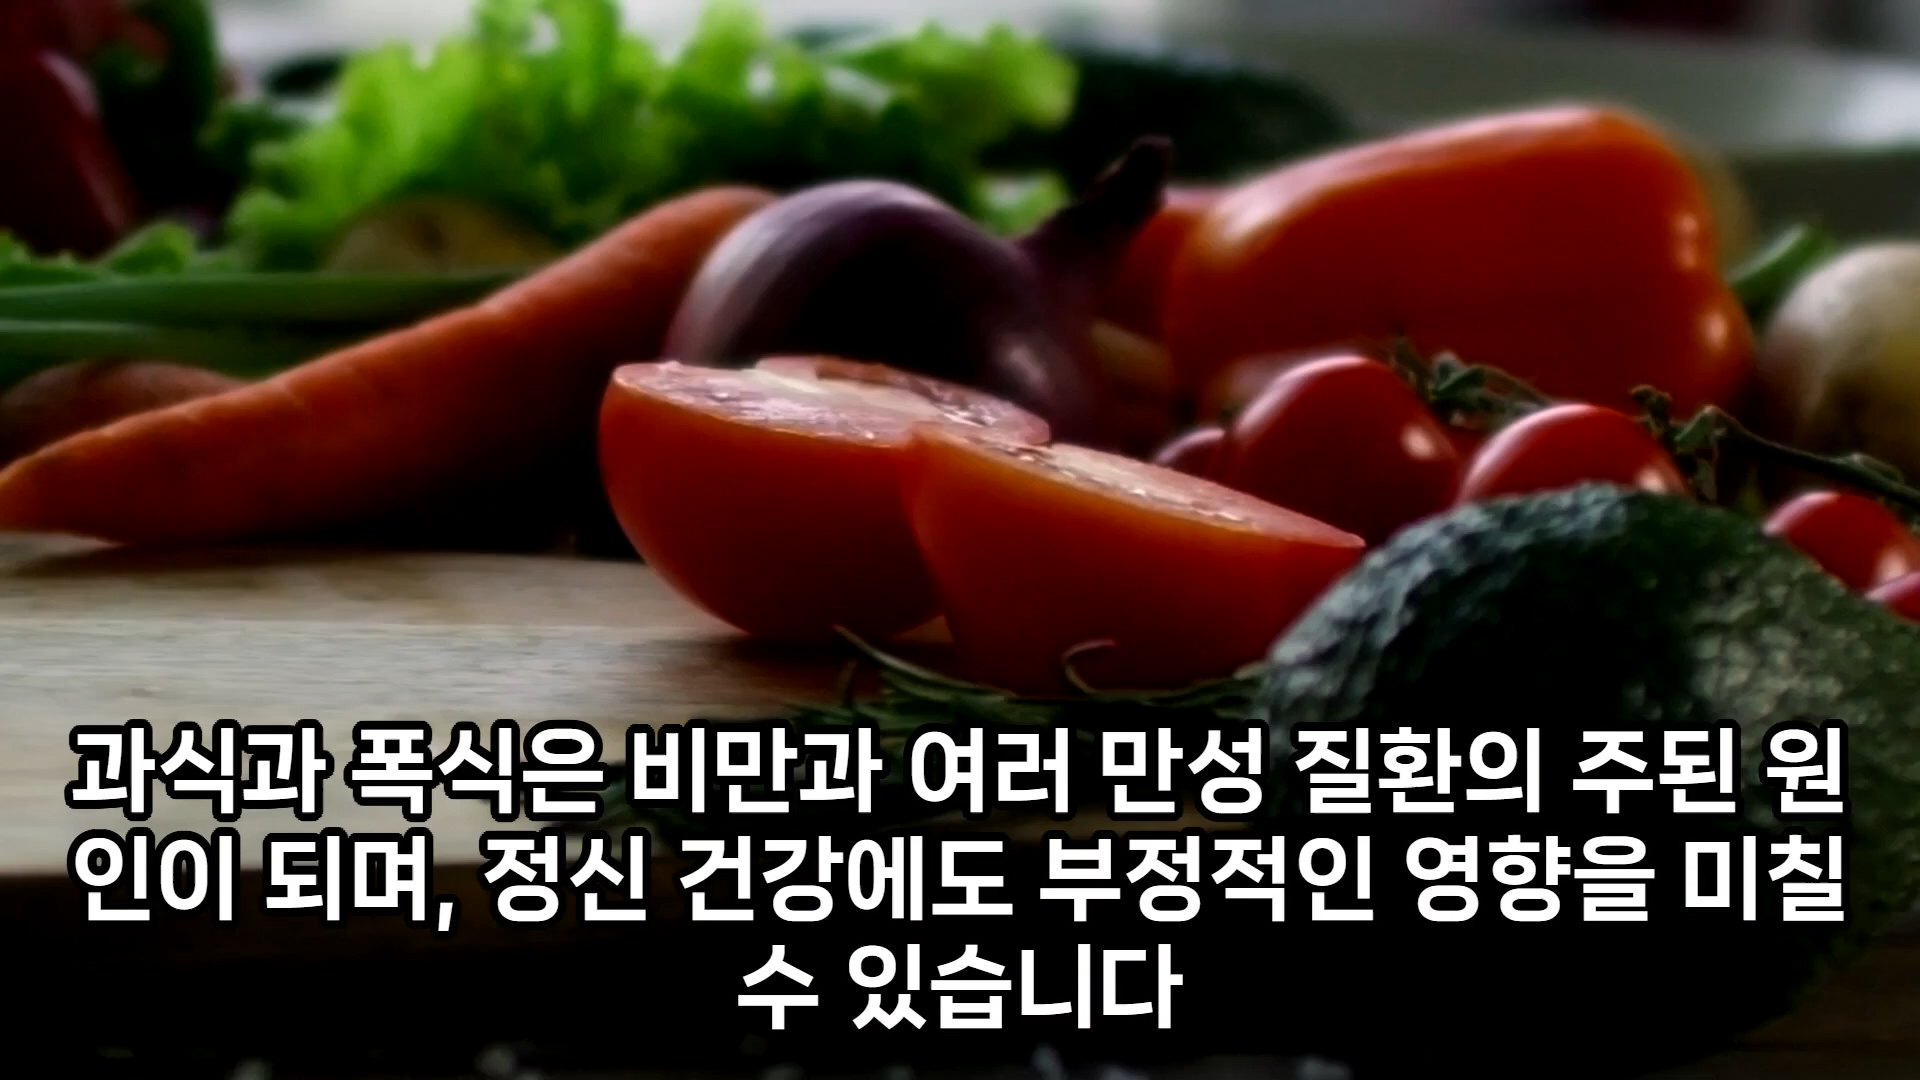 과식과 폭식은 비만과 여러 만성 질환의 주된 원
인이 되며, 정신 건강에도 부정적인 영향을 미칠
수 있습니다